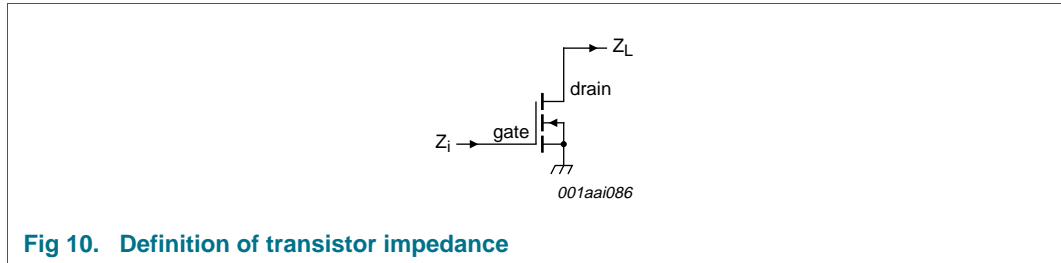 Z_L
drain
gate
Z_i
001aai086
Fig 10. Definition of transistor impedance